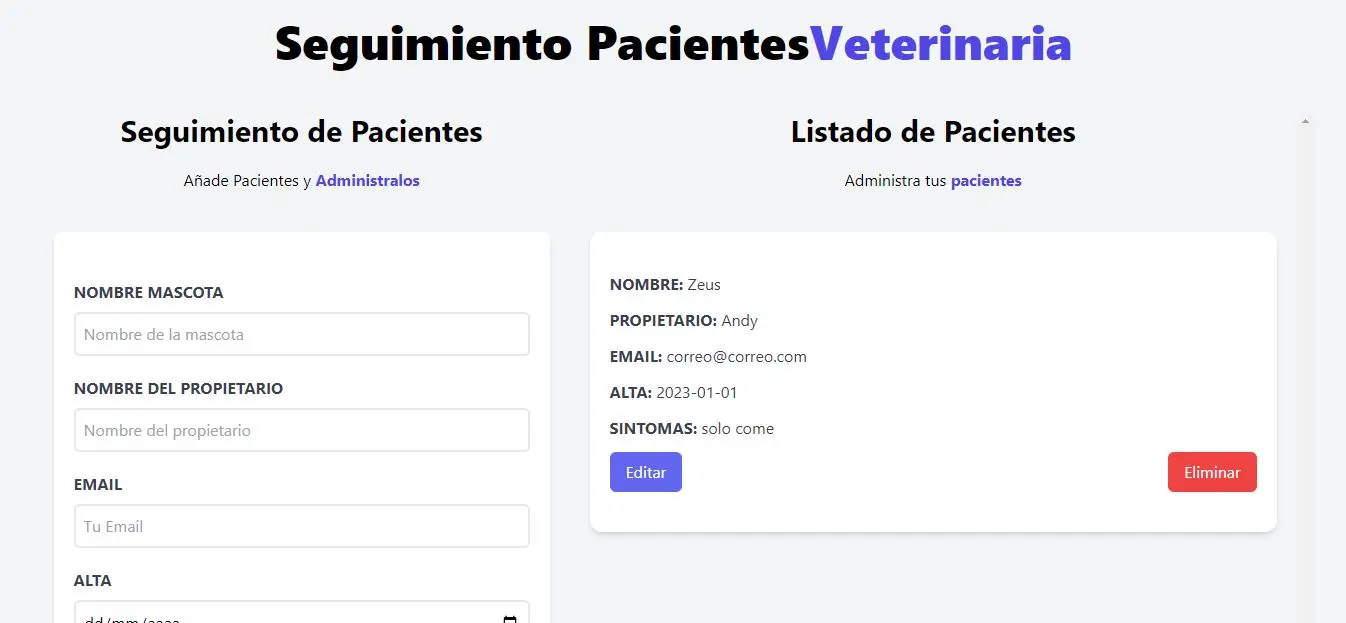 Seguimiento PacientesVeterinaria
Seguimiento de Pacientes
Añade Pacientes y Administralos
NOMBRE MASCOTA
Nombre de la mascota
NOMBRE DEL PROPIETARIO
Nombre del propietario
EMAIL
Tu Email
ALTA
dd/mm/aaaa
Listado de Pacientes
Administra tus pacientes
NOMBRE: Zeus
PROPIETARIO: Andy
EMAIL: correo@correo.com
ALTA: 2023-01-01
SINTOMAS: solo come
Editar
Eliminar